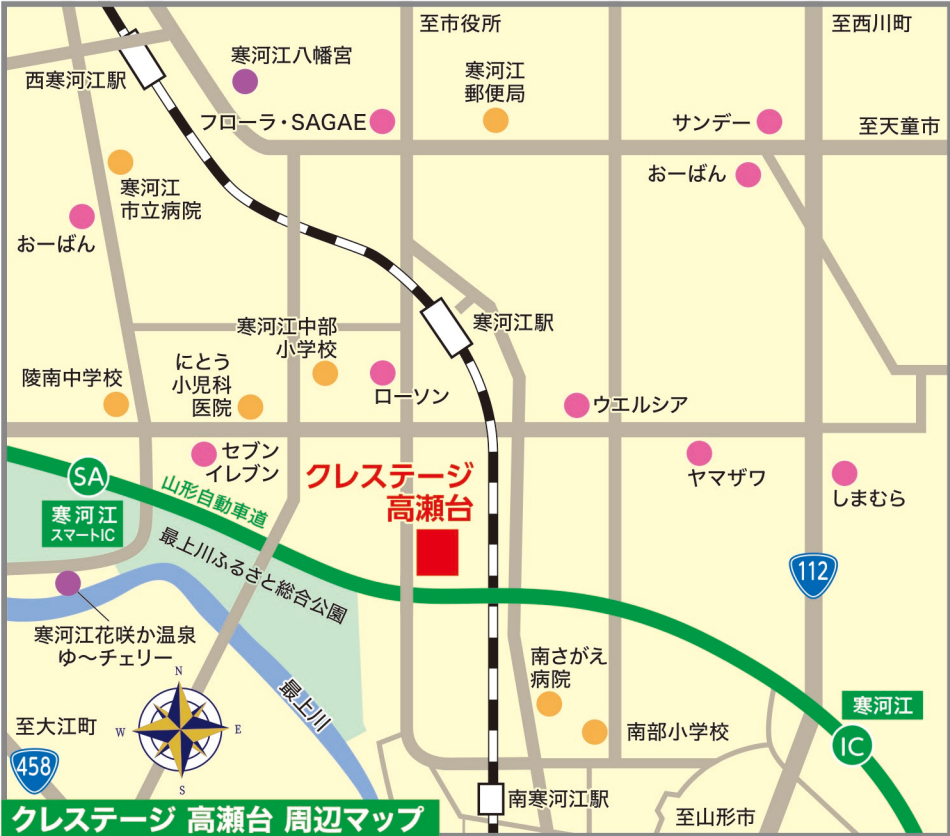 至市役所
至西川町
寒河江八幡宮
西寒河江駅
寒河江
郵便局
フローラ・SAGAE
サンデー
至天童市
おーばん
寒河江
市立病院
おーばん
寒河江中部
小学校
寒河江駅
陵南中学校
にとう
小児科
医院
ローソン
ウエルシア
セブン
イレブン
クレステージ
高瀬台
ヤマザワ
しまむら
SA
山形自動車道
寒河江
スマートIC
最上川ふるさと総合公園
112
寒河江花咲か温泉
ゆ〜チェリー
南さがえ
病院
N
W
E
S
最上川
至大江町
458
南部小学校
寒河江
IC
南寒河江駅
至山形市
クレステージ 高瀬台 周辺マップ